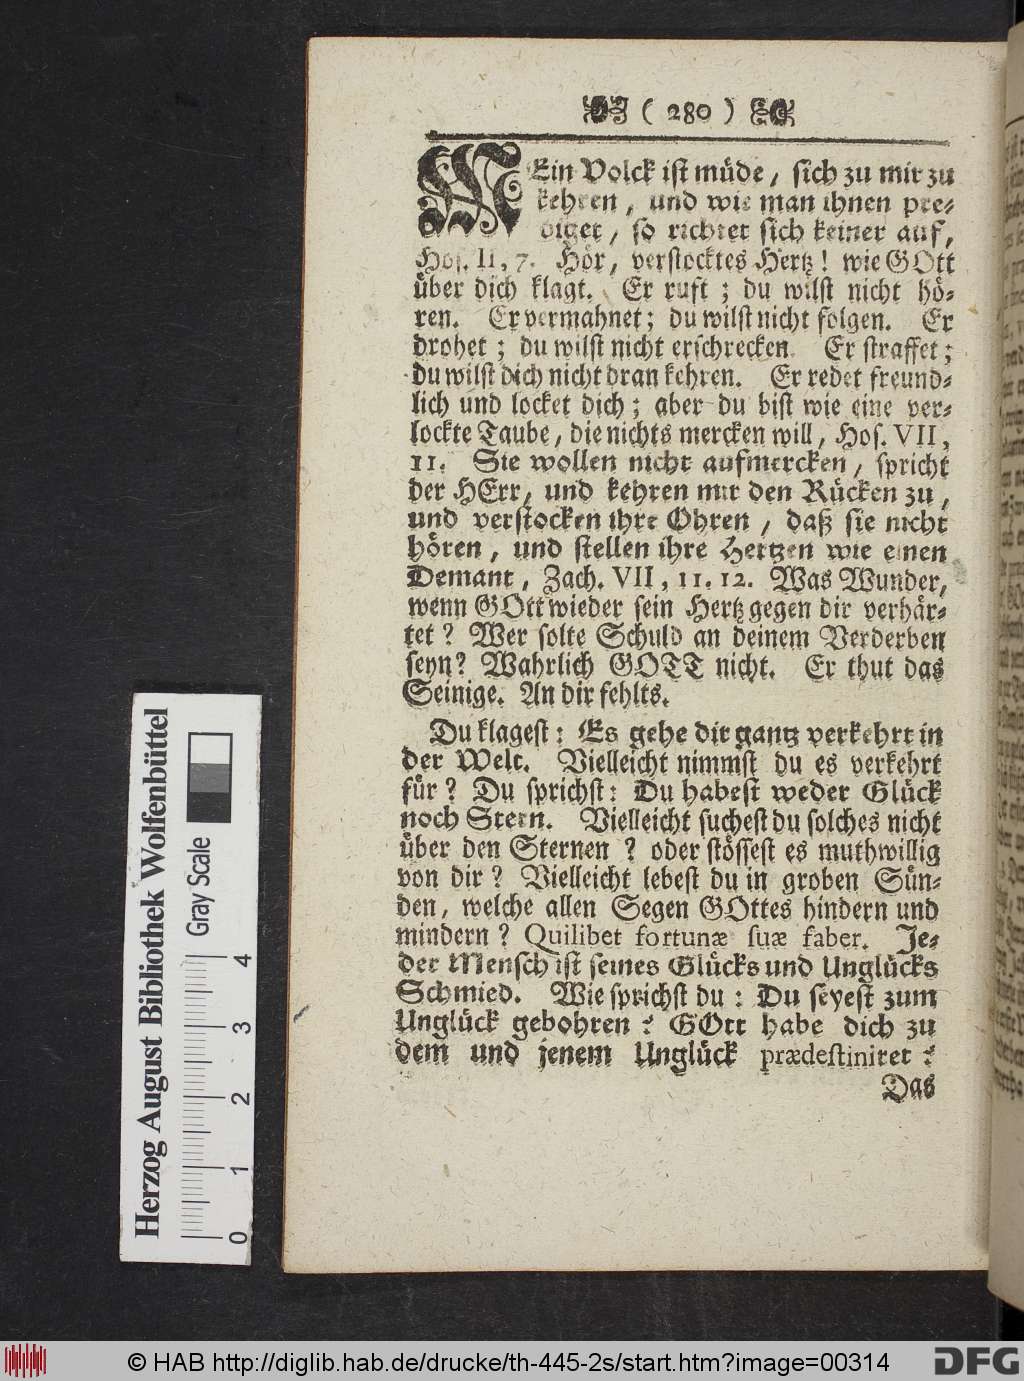 ( 280 )
MEin Volck ist müde, sich zu mir zu
kehren, und wie man ihnen pre-
diget, so richtet sich keiner auf,
Hos. II, 7. Hör, verstocktes Hertz! wie GOtt
über dich klagt. Er ruft; du wilst nicht hö-
ren. Er vermahnet; du wilst nicht folgen. Er
drohet; du wilst nicht erschrecken. Er straffet;
du wilst dich nicht dran kehren. Er redet freund-
lich und locket dich; aber du bist wie eine ver-
lockte Taube, die nichts mercken will, Hos. VII,
11. Sie wollen nicht aufmercken, spricht
der HErr, und kehren mir den Rücken zu,
und verstocken ihre Ohren, daß sie nicht
hören, und stellen ihre Hertzen wie einen
Demant, Zach. VII, 11. 12. Was Wunder,
wenn GOtt wieder sein Hertz gegen dir verhär-
tet? Wer solte Schuld an deinem Verderben
seyn? Wahrlich GOTT nicht. Er thut das
Seinige. An dir fehlts.
Du klagest: Es gehe dir gantz verkehrt in
der Welt. Vielleicht nimmst du es verkehrt
für? Du sprichst: Du habest weder Glück
noch Stern. Vielleicht suchest du solches nicht
über den Sternen? oder stössest es muthwillig
von dir? Vielleicht lebest du in groben Sün-
den, welche allen Segen GOttes hindern und
mindern? Quilibet fortunæ suæ faber. Je-
der Mensch ist seines Glücks und Unglücks
Schmied. Wie sprichst du: Du seyest zum
Unglück gebohren? GOtt habe dich zu
dem und jenem Unglück prædestiniret?
Das
Herzog August Bibliothek Wolfenbüttel
Gray Scale
0 1 2 3 4
© HAB http://diglib.hab.de/drucke/th-445-2s/start.htm?image=00314
DFG